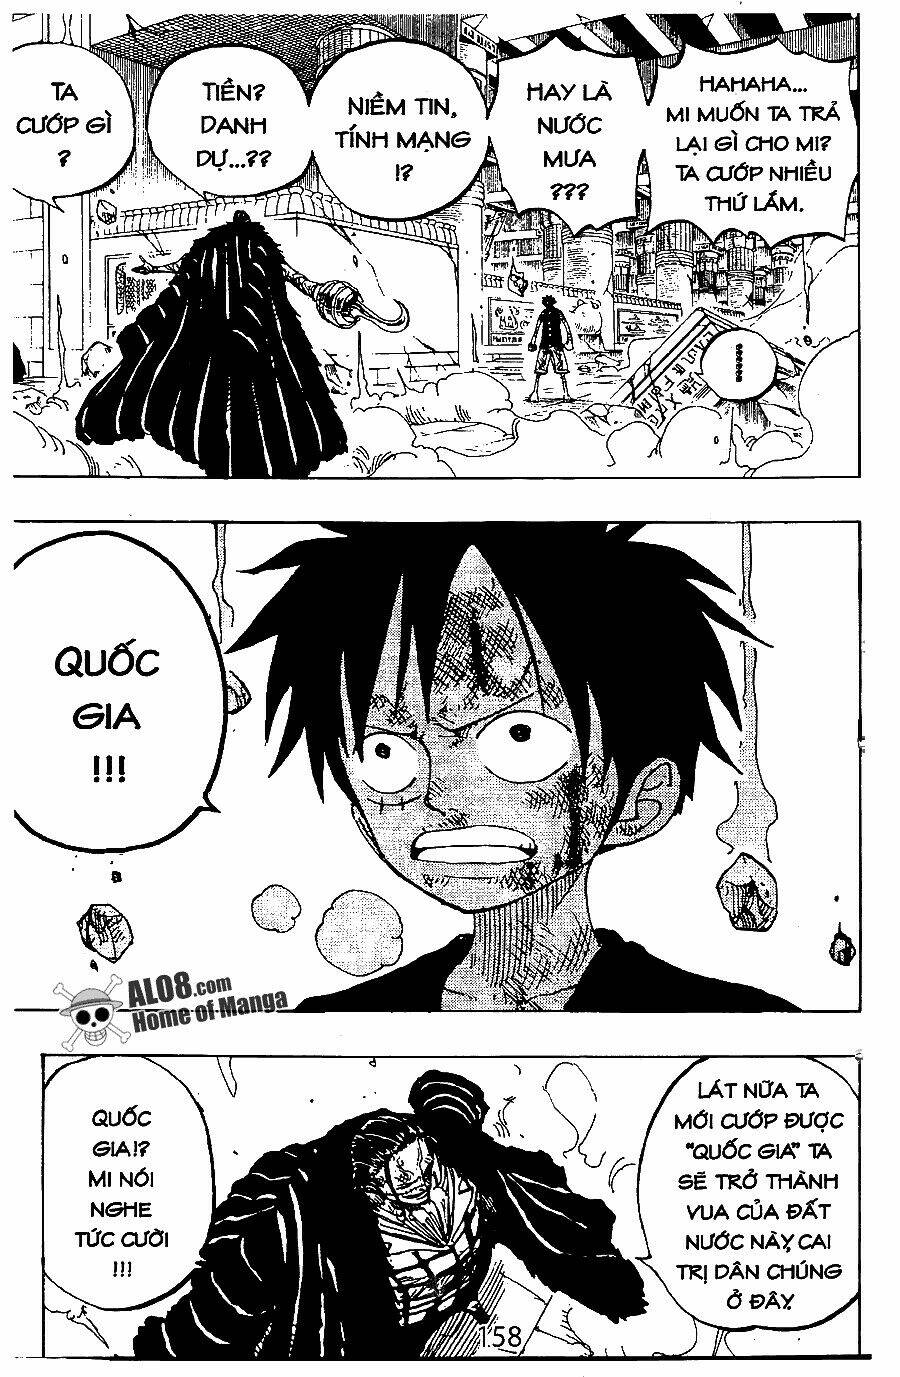 HAHAHA...
MI MUỐN TA TRẢ
LẠI GÌ CHO MI?
TA CƯỚP NHIỀU
THỨ LẮM.
HAY LÀ
NƯỚC
MƯA
???
NIỀM TIN,
TÍNH MẠNG
!?
TIỀN?
DANH
DỰ...??
TA
CƯỚP GÌ
?
QUỐC
GIA
!!!
AL08.com
Home of Manga
LÁT NỮA TA
MỚI CƯỚP ĐƯỢC
"QUỐC GIA" TA
SẼ TRỞ THÀNH
VUA CỦA ĐẤT
NƯỚC NÀY, CAI
TRỊ DÂN CHÚNG
Ở ĐÂY.
QUỐC
GIA!?
MI NÓI
NGHE
TỨC CƯỜI
!!!
158